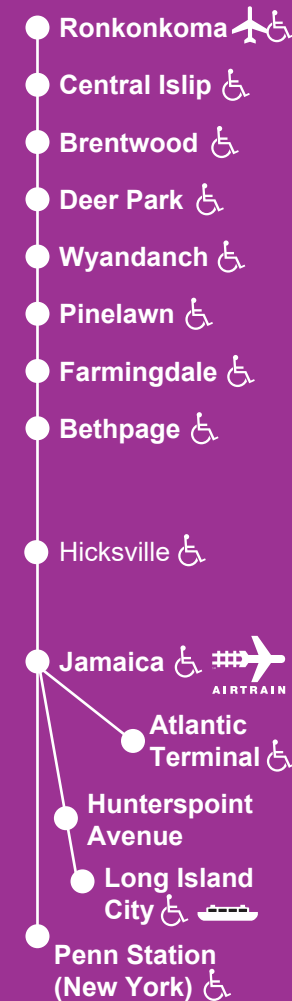 Ronkonkoma
Central Islip
Brentwood
Deer Park
Wyandanch
Pinelawn
Farmingdale
Bethpage
Hicksville
Jamaica
AIRTRAIN
Atlantic
Terminal
Hunterspoint
Avenue
Long Island
City
Penn Station
(New York)